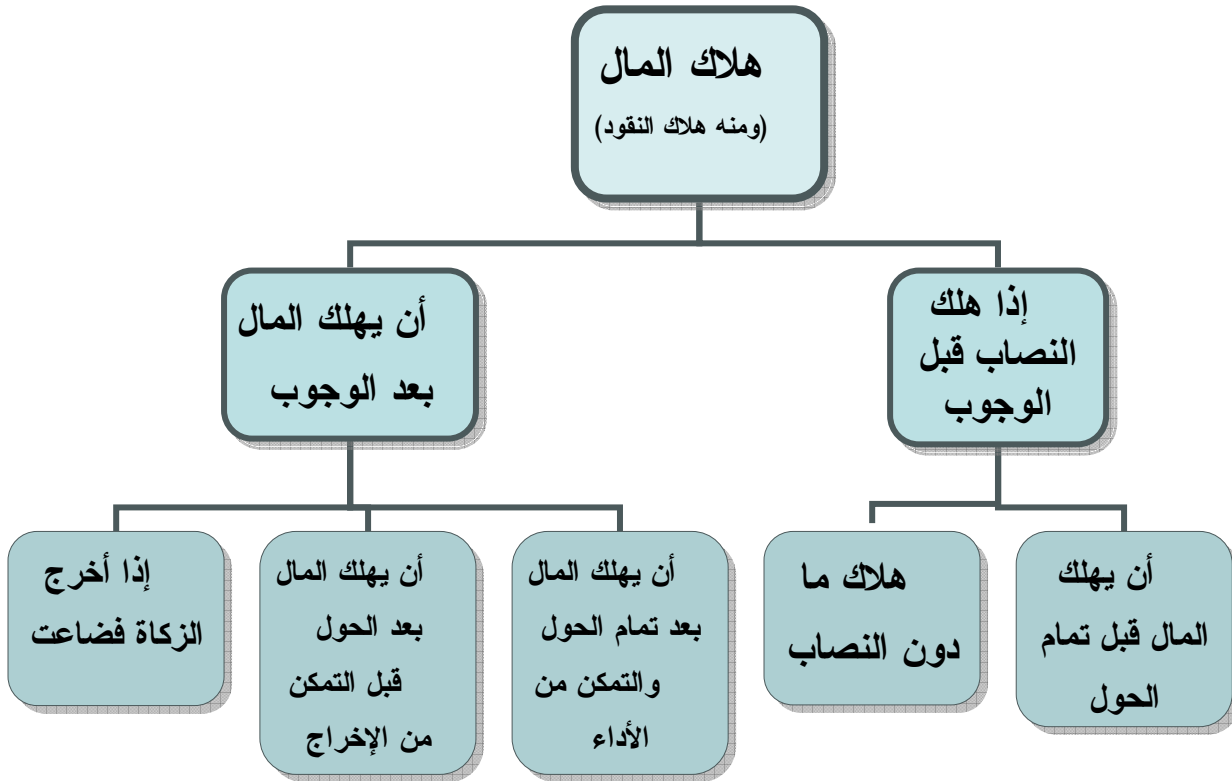 هلاك المال
(ومنه هلاك النقود)
إذا هلك
النصاب قبل
الوجوب
أن يهلك المال
بعد الوجوب
أن يهلك
المال قبل تمام
الحول
هلاك ما
دون النصاب
أن يهلك المال
بعد تمام الحول
والتمكن من
الأداء
أن يهلك المال
بعد الحول
قبل التمكن
من الإخراج
إذا أخرج
الزكاة فضاعت